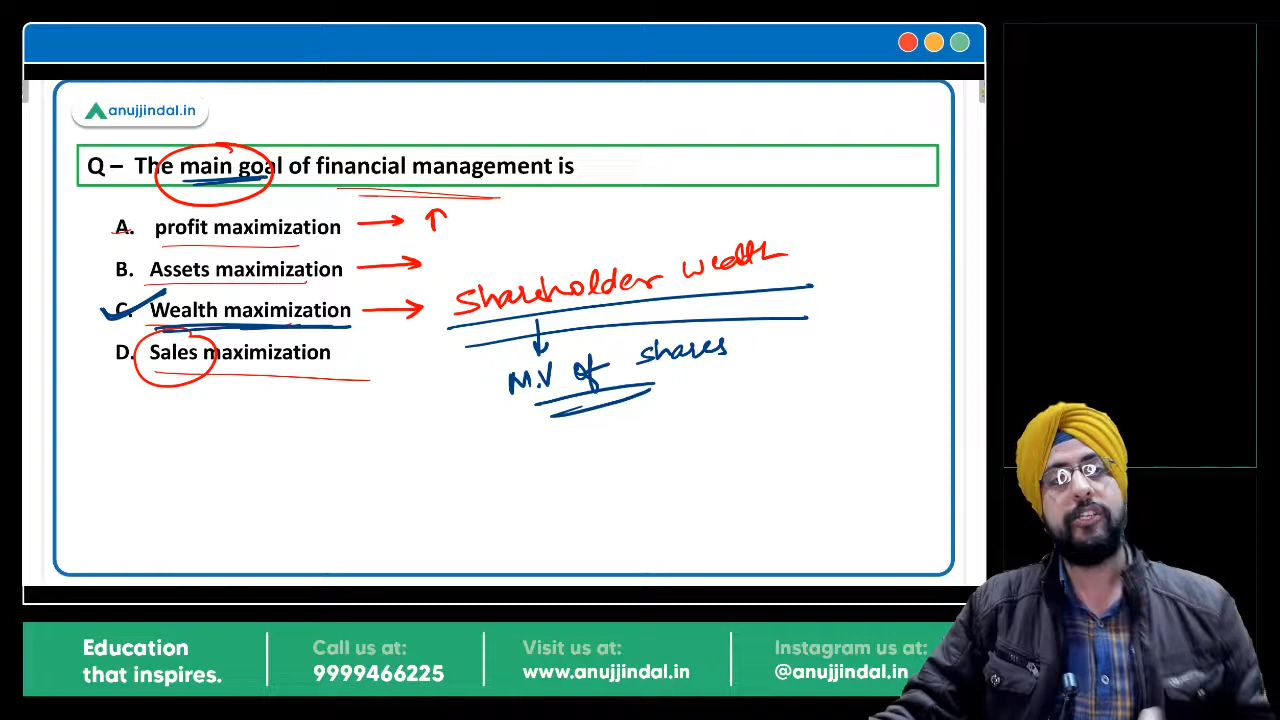 anujjindal.in
Q – The main goal of financial management is
A. profit maximization → ↑
B. Assets maximization →
C. Wealth maximization → Shareholder wealth
M.V of shares
D. Sales maximization
Education
that inspires.
Call us at:
9999466225
Visit us at:
www.anujjindal.in
Instagram us at:
@anujjindal.in